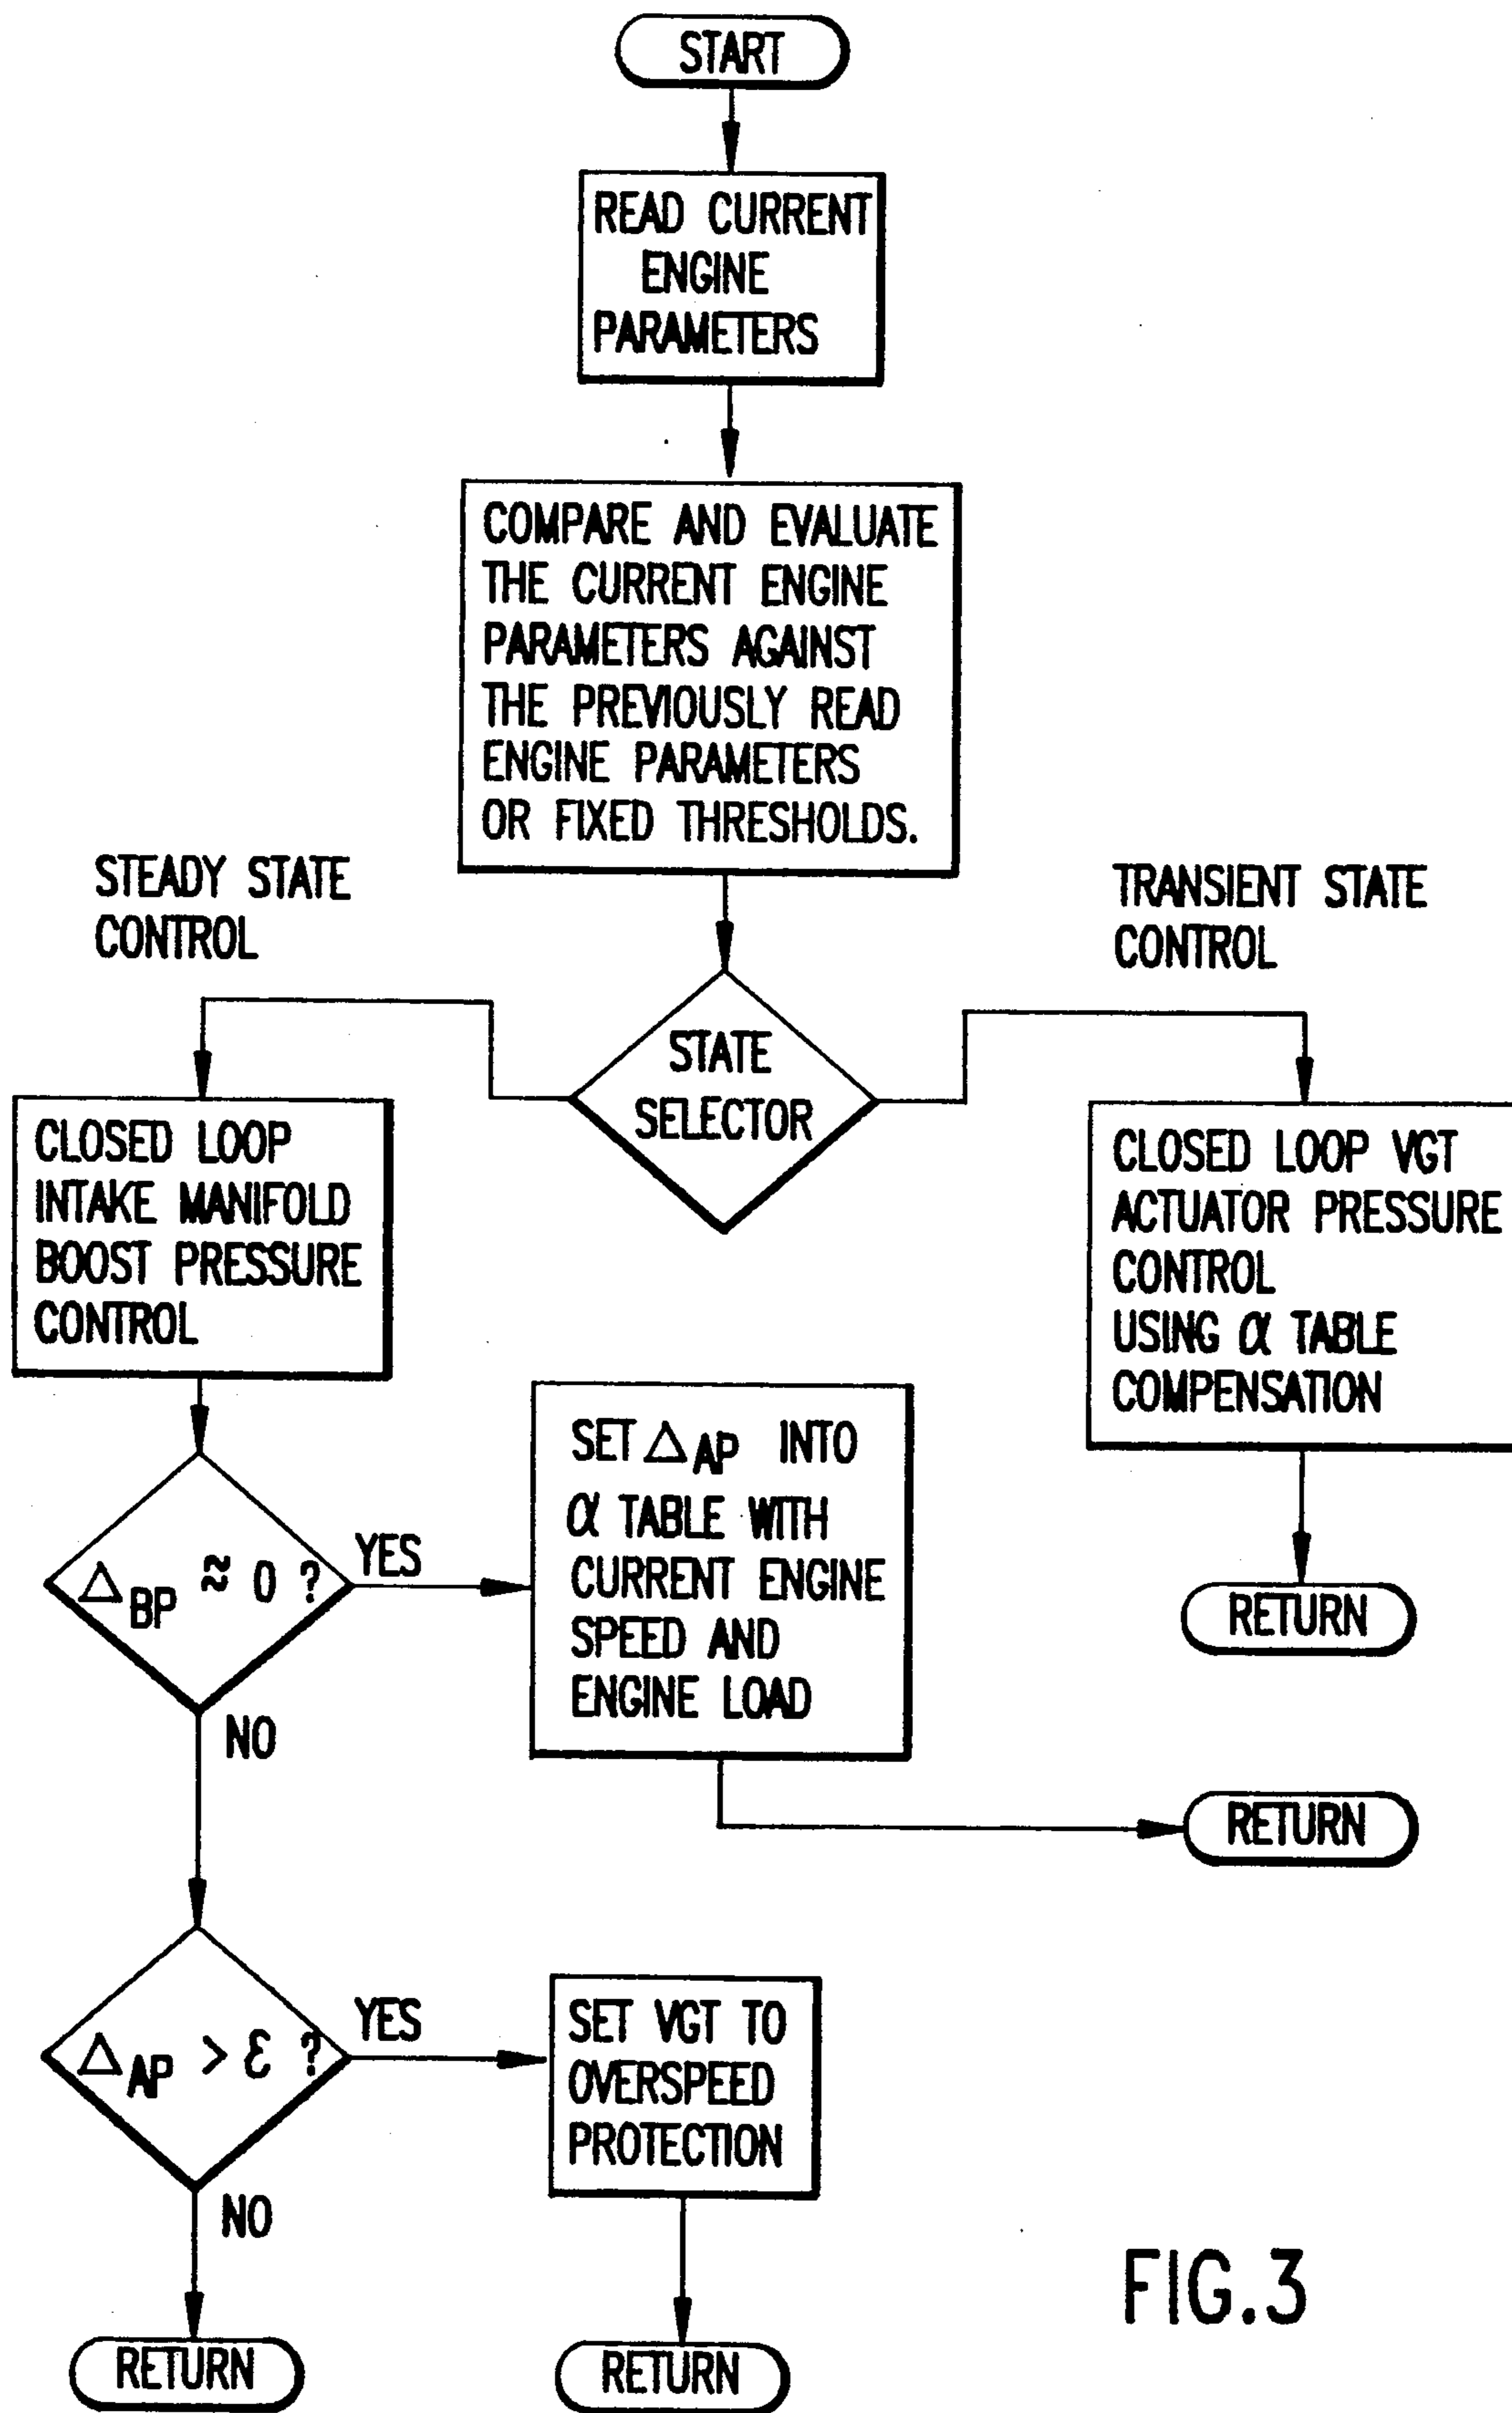 START
READ CURRENT
ENGINE
PARAMETERS
COMPARE AND EVALUATE
THE CURRENT ENGINE
PARAMETERS AGAINST
THE PREVIOUSLY READ
ENGINE PARAMETERS
OR FIXED THRESHOLDS.
STEADY STATE
CONTROL
TRANSIENT STATE
CONTROL
STATE
SELECTOR
CLOSED LOOP
INTAKE MANIFOLD
BOOST PRESSURE
CONTROL
CLOSED LOOP VGT
ACTUATOR PRESSURE
CONTROL
USING α TABLE
COMPENSATION
RETURN
Δ BP ≈ 0 ?
YES
NO
SET Δ AP INTO
α TABLE WITH
CURRENT ENGINE
SPEED AND
ENGINE LOAD
RETURN
Δ AP > ε ?
YES
NO
SET VGT TO
OVERSPEED
PROTECTION
RETURN
RETURN
FIG.3